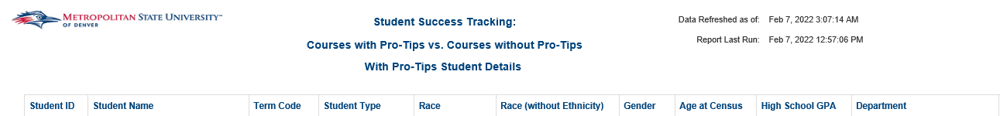 METROPOLITAN STATE UNIVERSITY™
OF DENVER
Student Success Tracking:
Courses with Pro-Tips vs. Courses without Pro-Tips
With Pro-Tips Student Details
Data Refreshed as of: Feb 7, 2022 3:07:14 AM
Report Last Run: Feb 7, 2022 12:57:06 PM
Student ID Student Name Term Code Student Type Race Race (without Ethnicity) Gender Age at Census High School GPA Department